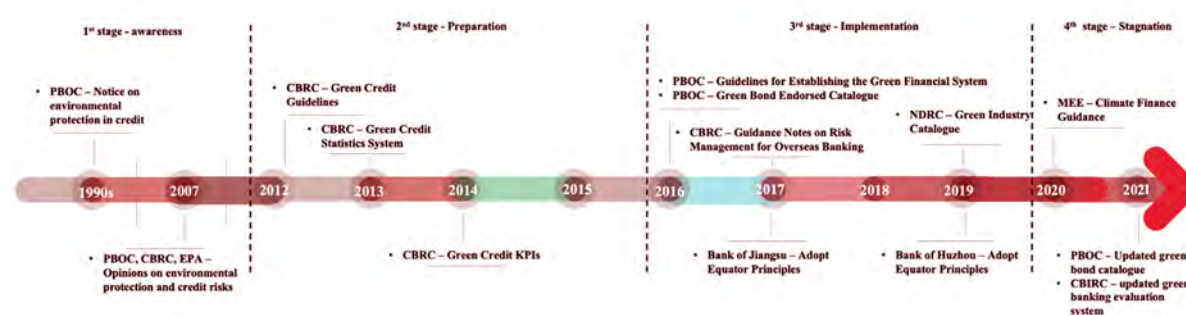 1st stage - awareness
2nd stage - Preparation
3rd stage - Implementation
4th stage – Stagnation
• PBOC – Notice on
environmental
protection in credit
• CBRC – Green Credit
Guidelines
• CBRC – Green Credit
Statistics System
• PBOC – Guidelines for Establishing the Green Financial System
• PBOC – Green Bond Endorsed Catalogue
• CBRC – Guidance Notes on Risk
Management for Overseas Banking
• NDRC – Green Industry
Catalogue
• MEE – Climate Finance
Guidance
1990s
2007
2012
2013
2014
2015
2016
2017
2018
2019
2020
2021
• PBOC, CBRC, EPA –
Opinions on environmental
protection and credit risks
• CBRC – Green Credit KPIs
• Bank of Jiangsu – Adopt
Equator Principles
• Bank of Huzhou – Adopt
Equator Principles
• PBOC – Updated green
bond catalogue
• CBIRC – updated green
banking evaluation
system